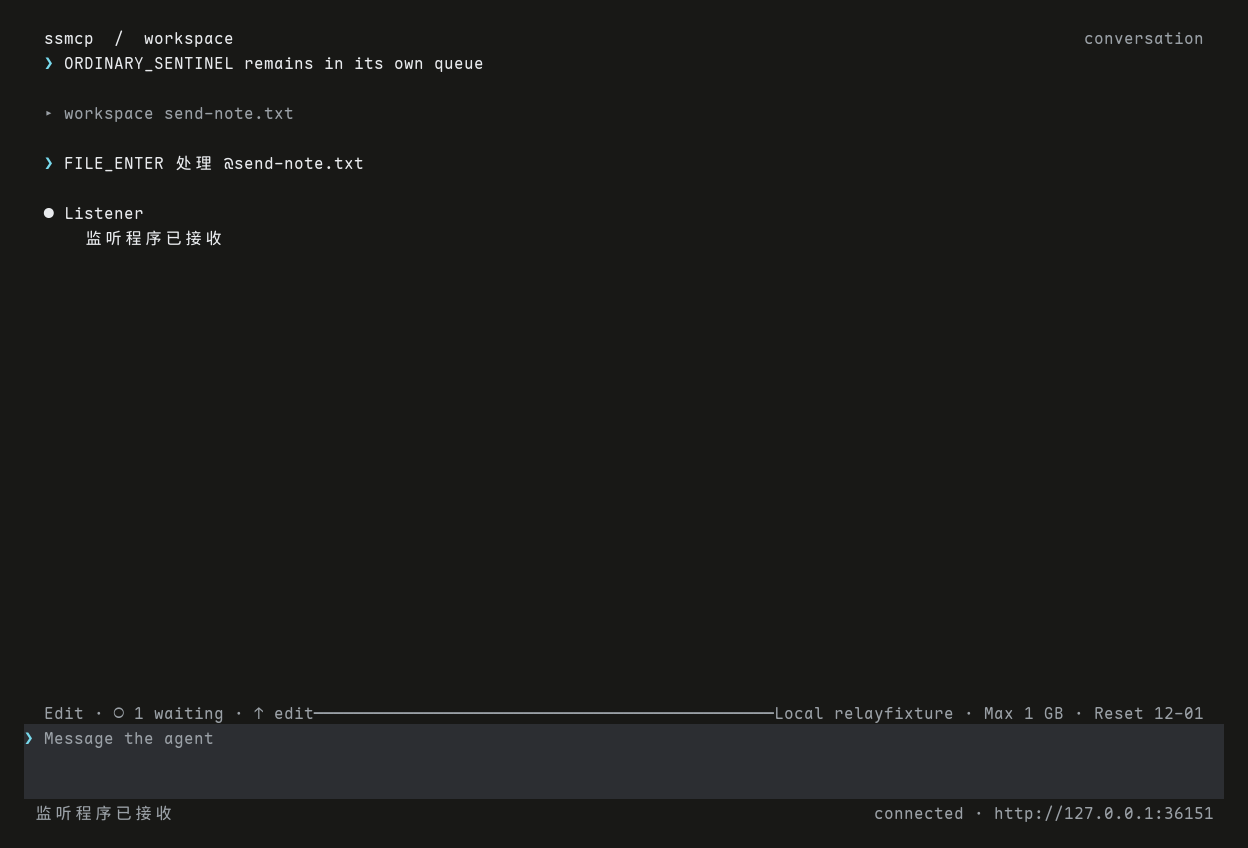 ssmcp / workspace conversation
❯ ORDINARY_SENTINEL remains in its own queue
▸ workspace send-note.txt
❯ FILE_ENTER 处理 @send-note.txt
● Listener
监听程序已接收
Edit · ○ 1 waiting · ↑ edit Local relayfixture · Max 1 GB · Reset 12-01
❯ Message the agent
监听程序已接收 connected · http://127.0.0.1:36151